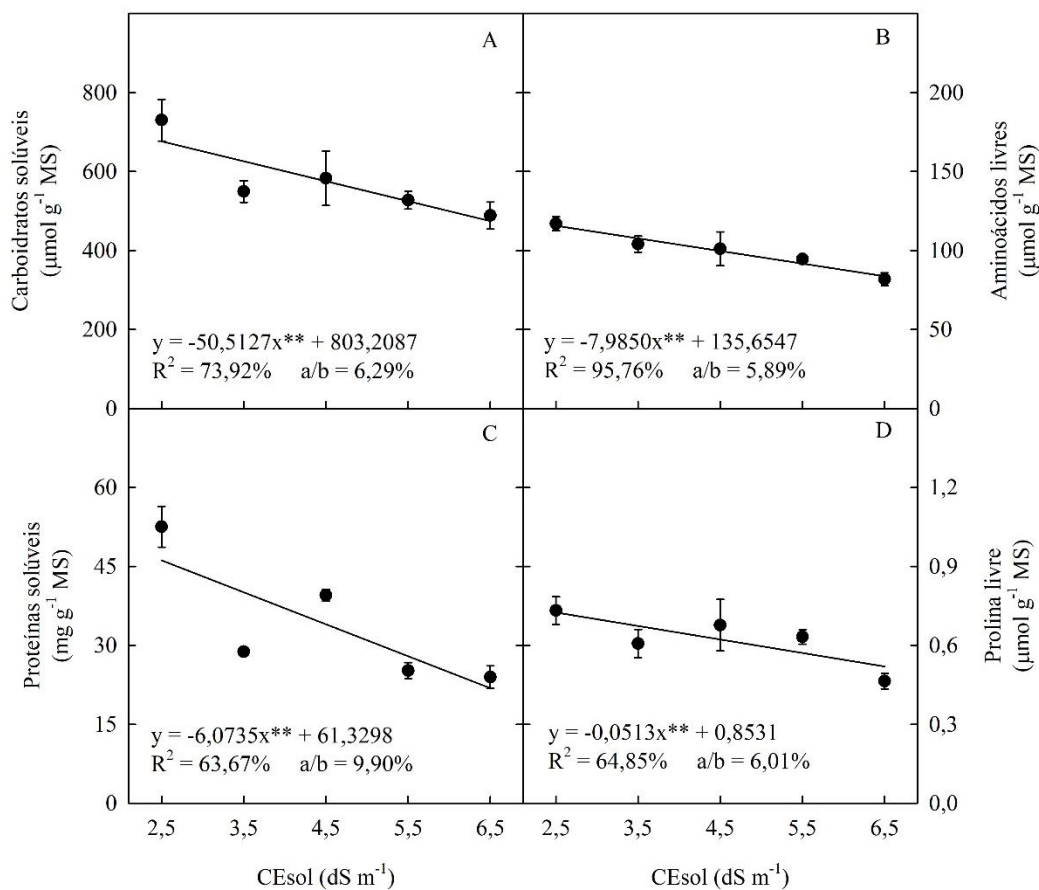 A
800
600
400
200
0
Carboidratos solúveis
(µmol g⁻¹ MS)
y = -50,5127x** + 803,2087
R² = 73,92% a/b = 6,29%
B
200
150
100
50
0
Aminoácidos livres
(µmol g⁻¹ MS)
y = -7,9850x** + 135,6547
R² = 95,76% a/b = 5,89%
C
60
45
30
15
0
Proteínas solúveis
(mg g⁻¹ MS)
y = -6,0735x** + 61,3298
R² = 63,67% a/b = 9,90%
2,5 3,5 4,5 5,5 6,5
CEsol (dS m⁻¹)
D
1,2
0,9
0,6
0,3
0,0
Prolina livre
(µmol g⁻¹ MS)
y = -0,0513x** + 0,8531
R² = 64,85% a/b = 6,01%
2,5 3,5 4,5 5,5 6,5
CEsol (dS m⁻¹)